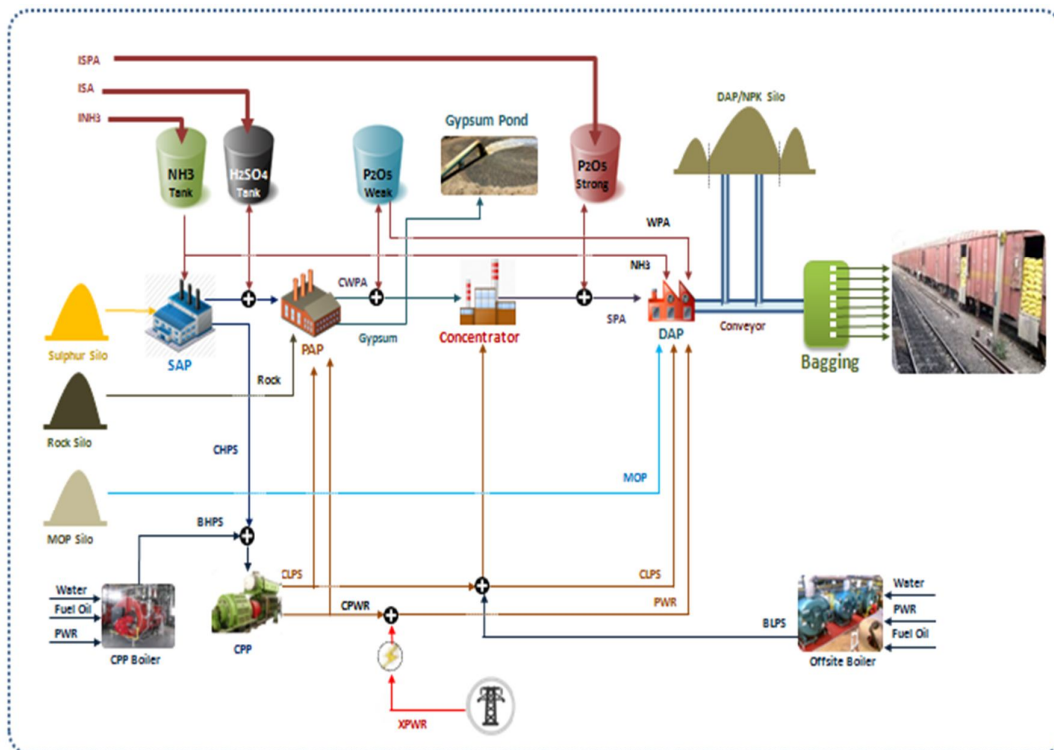 ISPA
ISA
INH3
NH3
Tank
H2SO4
Tank
P2O5
Weak
Gypsum Pond
P2O5
Strong
DAP/NPK Silo
WPA
NH3
CWPA
Sulphur Silo
SAP
PAP
Gypsum
Concentrator
SPA
DAP
Conveyor
Bagging
Rock
Rock Silo
CHPS
MOP
MOP Silo
BHPS
Water
Fuel Oil
PWR
CPP Boiler
CLPS
CPWR
CPP
CLPS
PWR
BLPS
Water
PWR
Fuel Oil
Offsite Boiler
XPWR